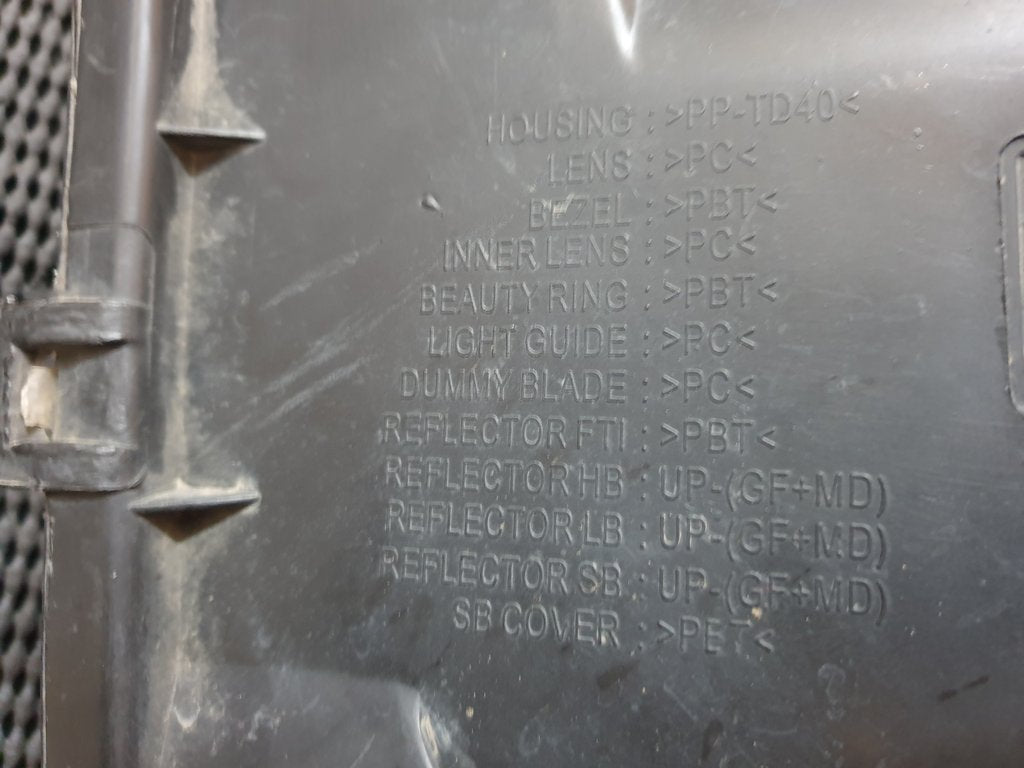 HOUSING : >PP-TD40<
LENS : >PC<
BEZEL : >PBT<
INNER LENS : >PC<
BEAUTY RING : >PBT<
LIGHT GUIDE : >PC<
DUMMY BLADE : >PC<
REFLECTOR FTI : >PBT<
REFLECTOR HB : UP-(GF+MD)
REFLECTOR LB : UP-(GF+MD)
REFLECTOR SB : UP-(GF+MD)
SB COVER : >PET<